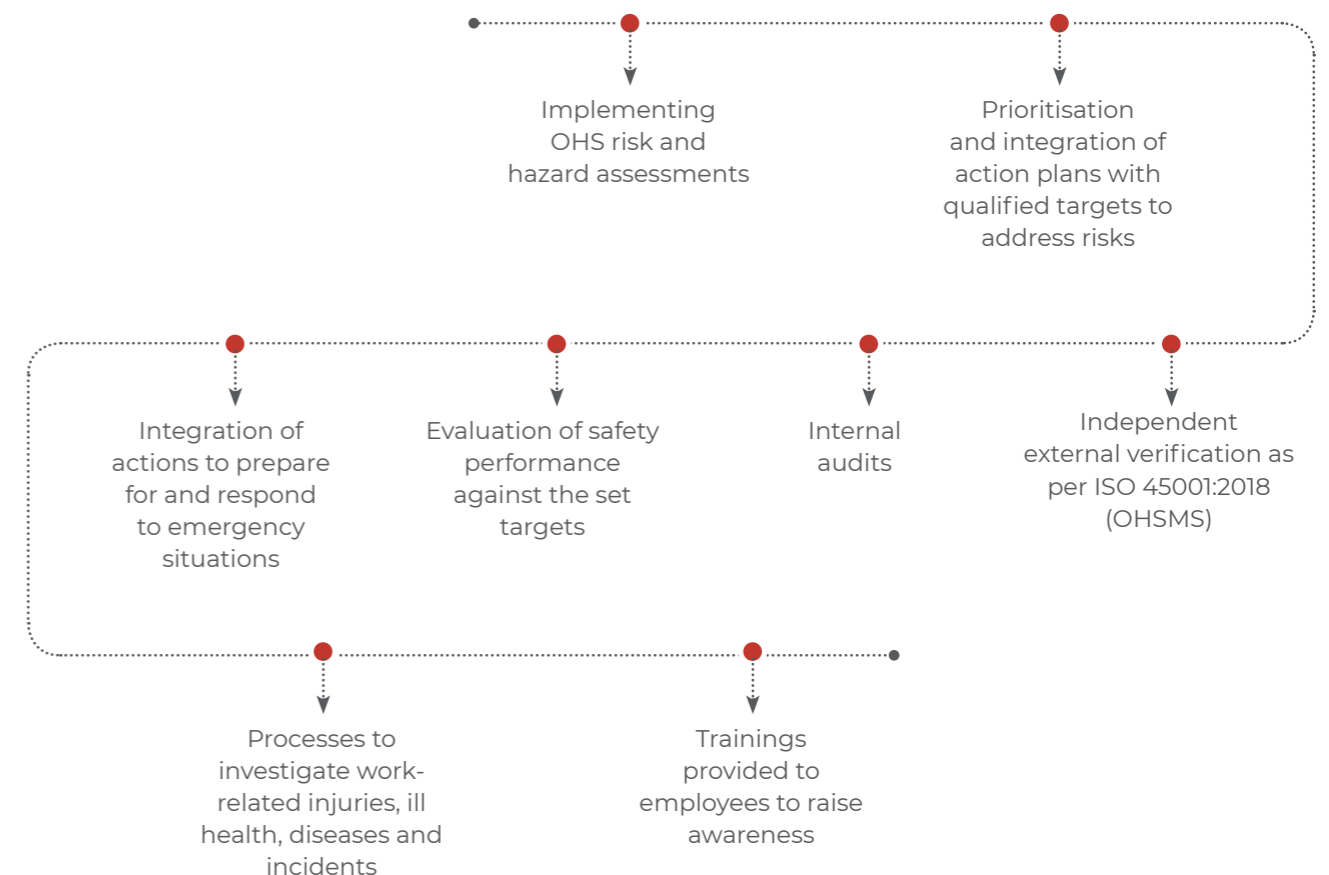 Implementing
OHS risk and
hazard assessments
Prioritisation
and integration of
action plans with
qualified targets to
address risks
Integration of
actions to prepare
for and respond
to emergency
situations
Evaluation of safety
performance
against the set
targets
Internal
audits
Independent
external verification as
per ISO 45001:2018
(OHSMS)
Processes to
investigate work-
related injuries, ill
health, diseases and
incidents
Trainings
provided to
employees to raise
awareness